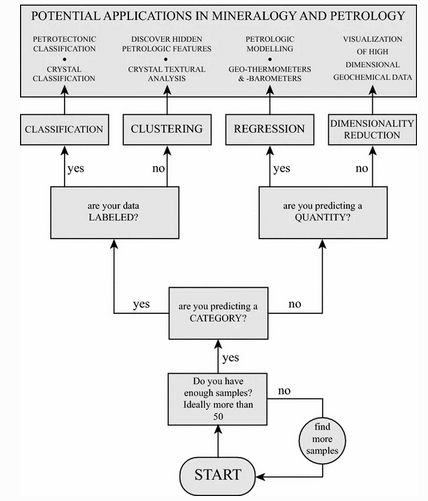 POTENTIAL APPLICATIONS IN MINERALOGY AND PETROLOGY
PETROTECTONIC
CLASSIFICATION
•
CRYSTAL
CLASSIFICATION
DISCOVER HIDDEN
PETROLOGIC FEATURES
•
CRYSTAL TEXTURAL
ANALYSIS
PETROLOGIC
MODELLING
•
GEO-THERMOMETERS
& -BAROMETERS
VISUALIZATION
OF HIGH
DIMENSIONAL
GEOCHEMICAL DATA
CLASSIFICATION
CLUSTERING
REGRESSION
DIMENSIONALITY
REDUCTION
yes
no
yes
no
are your data
LABELED?
are you predicting a
QUANTITY?
yes
are you predicting a
CATEGORY?
no
yes
Do you have
enough samples?
Ideally more than
50
no
find
more
samples
START